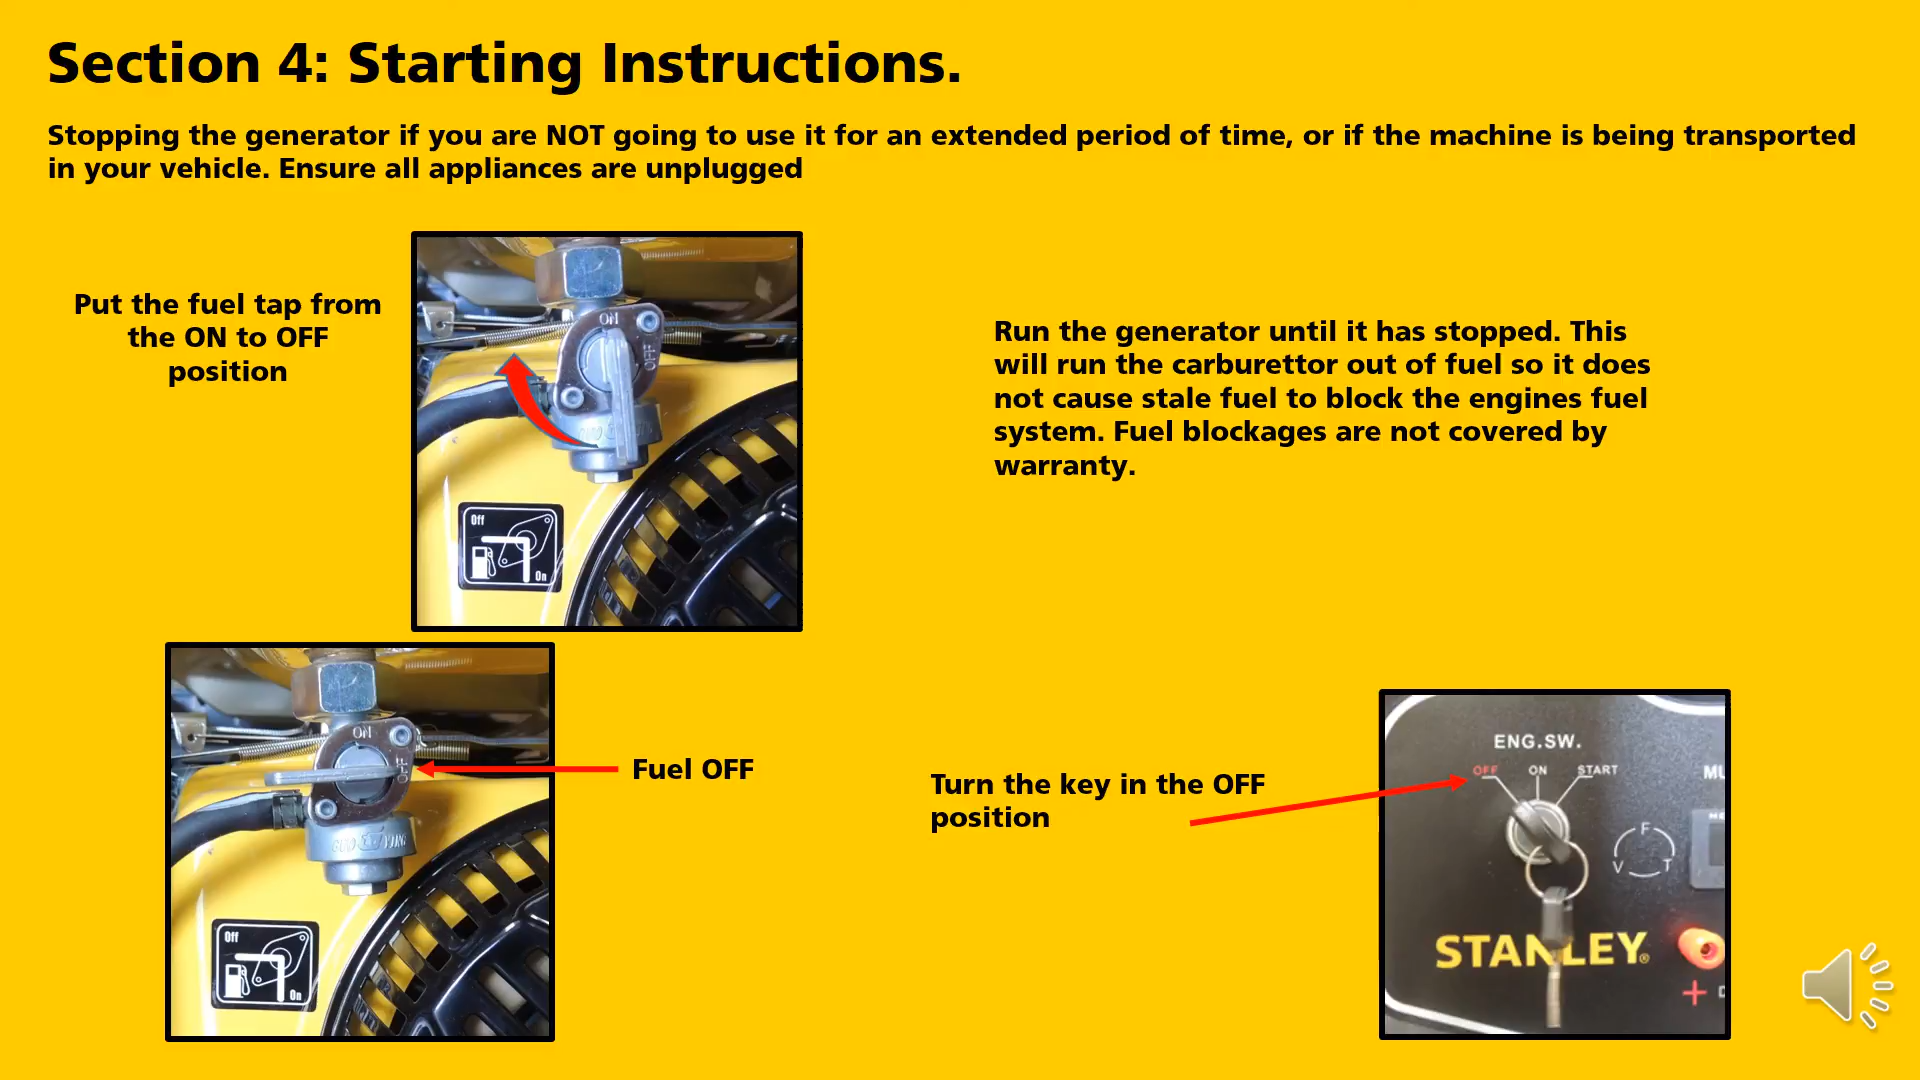 Section 4: Starting Instructions.
Stopping the generator if you are NOT going to use it for an extended period of time, or if the machine is being transported
in your vehicle. Ensure all appliances are unplugged
Put the fuel tap from
the ON to OFF
position
ON
OFF
Off
On
Run the generator until it has stopped. This
will run the carburettor out of fuel so it does
not cause stale fuel to block the engines fuel
system. Fuel blockages are not covered by
warranty.
ON
OFF
Off
On
Fuel OFF
Turn the key in the OFF
position
ENG.SW.
OFF ON START
F
V T
STANLEY®
+